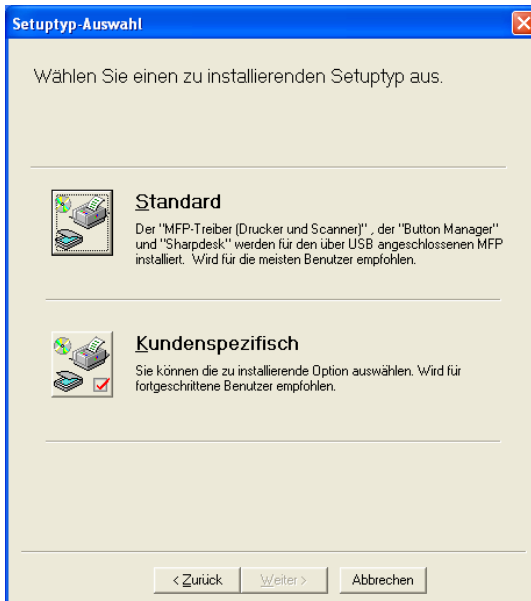 Setuptyp-Auswahl
Wählen Sie einen zu installierenden Setuptyp aus.
Standard
Der "MFP-Treiber (Drucker und Scanner)" , der "Button Manager"
und "Sharpdesk" werden für den über USB angeschlossenen MFP
installiert. Wird für die meisten Benutzer empfohlen.
Kundenspezifisch
Sie können die zu installierende Option auswählen. Wird für
fortgeschrittene Benutzer empfohlen.
< Zurück Weiter > Abbrechen